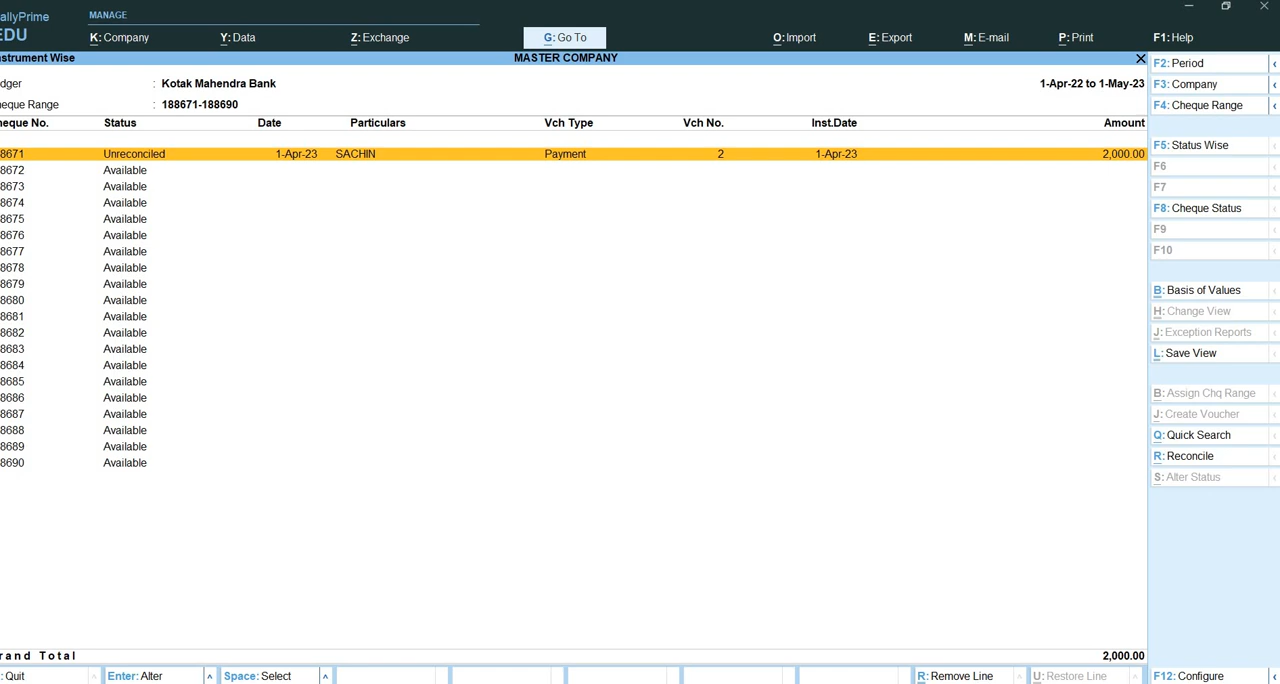 allyPrime
EDU
MANAGE
K: Company Y: Data Z: Exchange G: Go To O: Import E: Export M: E-mail P: Print F1: Help
nstrument Wise MASTER COMPANY
dger : Kotak Mahendra Bank 1-Apr-22 to 1-May-23
heque Range : 188671-188690
heque No. Status Date Particulars Vch Type Vch No. Inst.Date Amount
8671 Unreconciled 1-Apr-23 SACHIN Payment 2 1-Apr-23 2,000.00
8672 Available
8673 Available
8674 Available
8675 Available
8676 Available
8677 Available
8678 Available
8679 Available
8680 Available
8681 Available
8682 Available
8683 Available
8684 Available
8685 Available
8686 Available
8687 Available
8688 Available
8689 Available
8690 Available
rand Total 2,000.00
F2: Period
F3: Company
F4: Cheque Range
F5: Status Wise
F6
F7
F8: Cheque Status
F9
F10
B: Basis of Values
H: Change View
J: Exception Reports
L: Save View
B: Assign Chq Range
J: Create Voucher
Q: Quick Search
R: Reconcile
S: Alter Status
: Quit Enter: Alter Space: Select R: Remove Line U: Restore Line F12: Configure